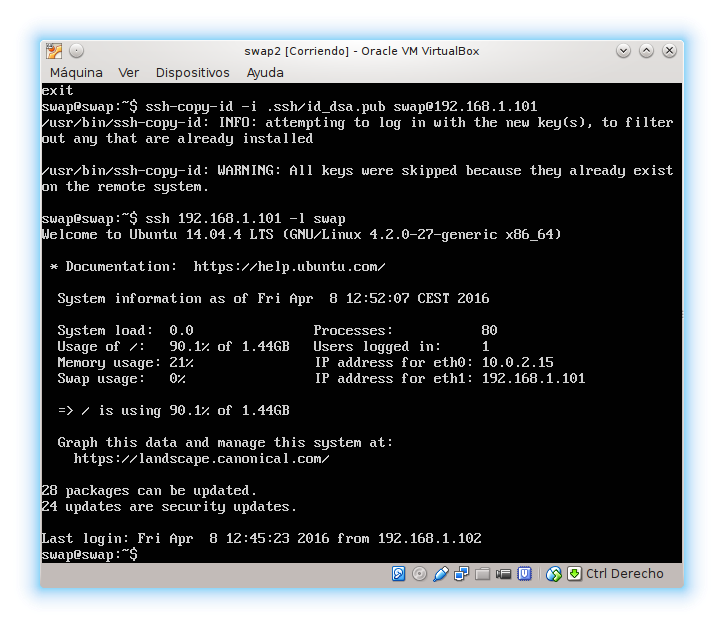 swap2 [Corriendo] - Oracle VM VirtualBox
Máquina Ver Dispositivos Ayuda
exit
swap@swap:~$ ssh-copy-id -i .ssh/id_dsa.pub swap@192.168.1.101
/usr/bin/ssh-copy-id: INFO: attempting to log in with the new key(s), to filter
out any that are already installed
/usr/bin/ssh-copy-id: WARNING: All keys were skipped because they already exist
on the remote system.
swap@swap:~$ ssh 192.168.1.101 -l swap
Welcome to Ubuntu 14.04.4 LTS (GNU/Linux 4.2.0-27-generic x86_64)
* Documentation:  https://help.ubuntu.com/
System information as of Fri Apr  8 12:52:07 CEST 2016
System load:  0.0               Processes:           80
Usage of /:   90.1% of 1.44GB   Users logged in:     1
Memory usage: 21%               IP address for eth0: 10.0.2.15
Swap usage:   0%                IP address for eth1: 192.168.1.101
=> / is using 90.1% of 1.44GB
Graph this data and manage this system at:
https://landscape.canonical.com/
28 packages can be updated.
24 updates are security updates.
Last login: Fri Apr  8 12:45:23 2016 from 192.168.1.102
swap@swap:~$
Ctrl Derecho